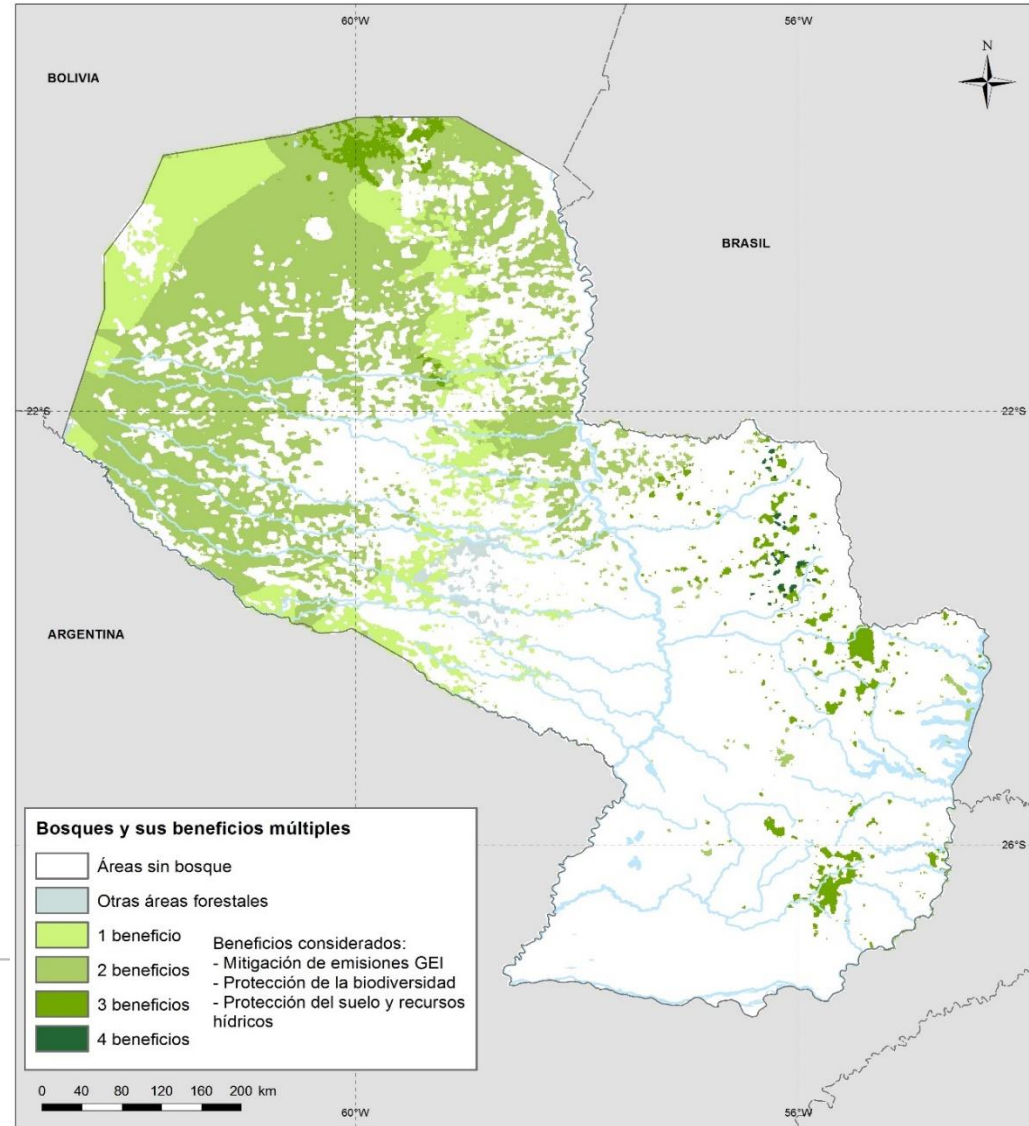 60°W
56°W
BOLIVIA
N
BRASIL
22°S
22°S
ARGENTINA
26°S
Bosques y sus beneficios múltiples
Áreas sin bosque
Otras áreas forestales
1 beneficio
2 beneficios
3 beneficios
4 beneficios
Beneficios considerados:
- Mitigación de emisiones GEI
- Protección de la biodiversidad
- Protección del suelo y recursos
hídricos
0 40 80 120 160 200 km
60°W
56°W